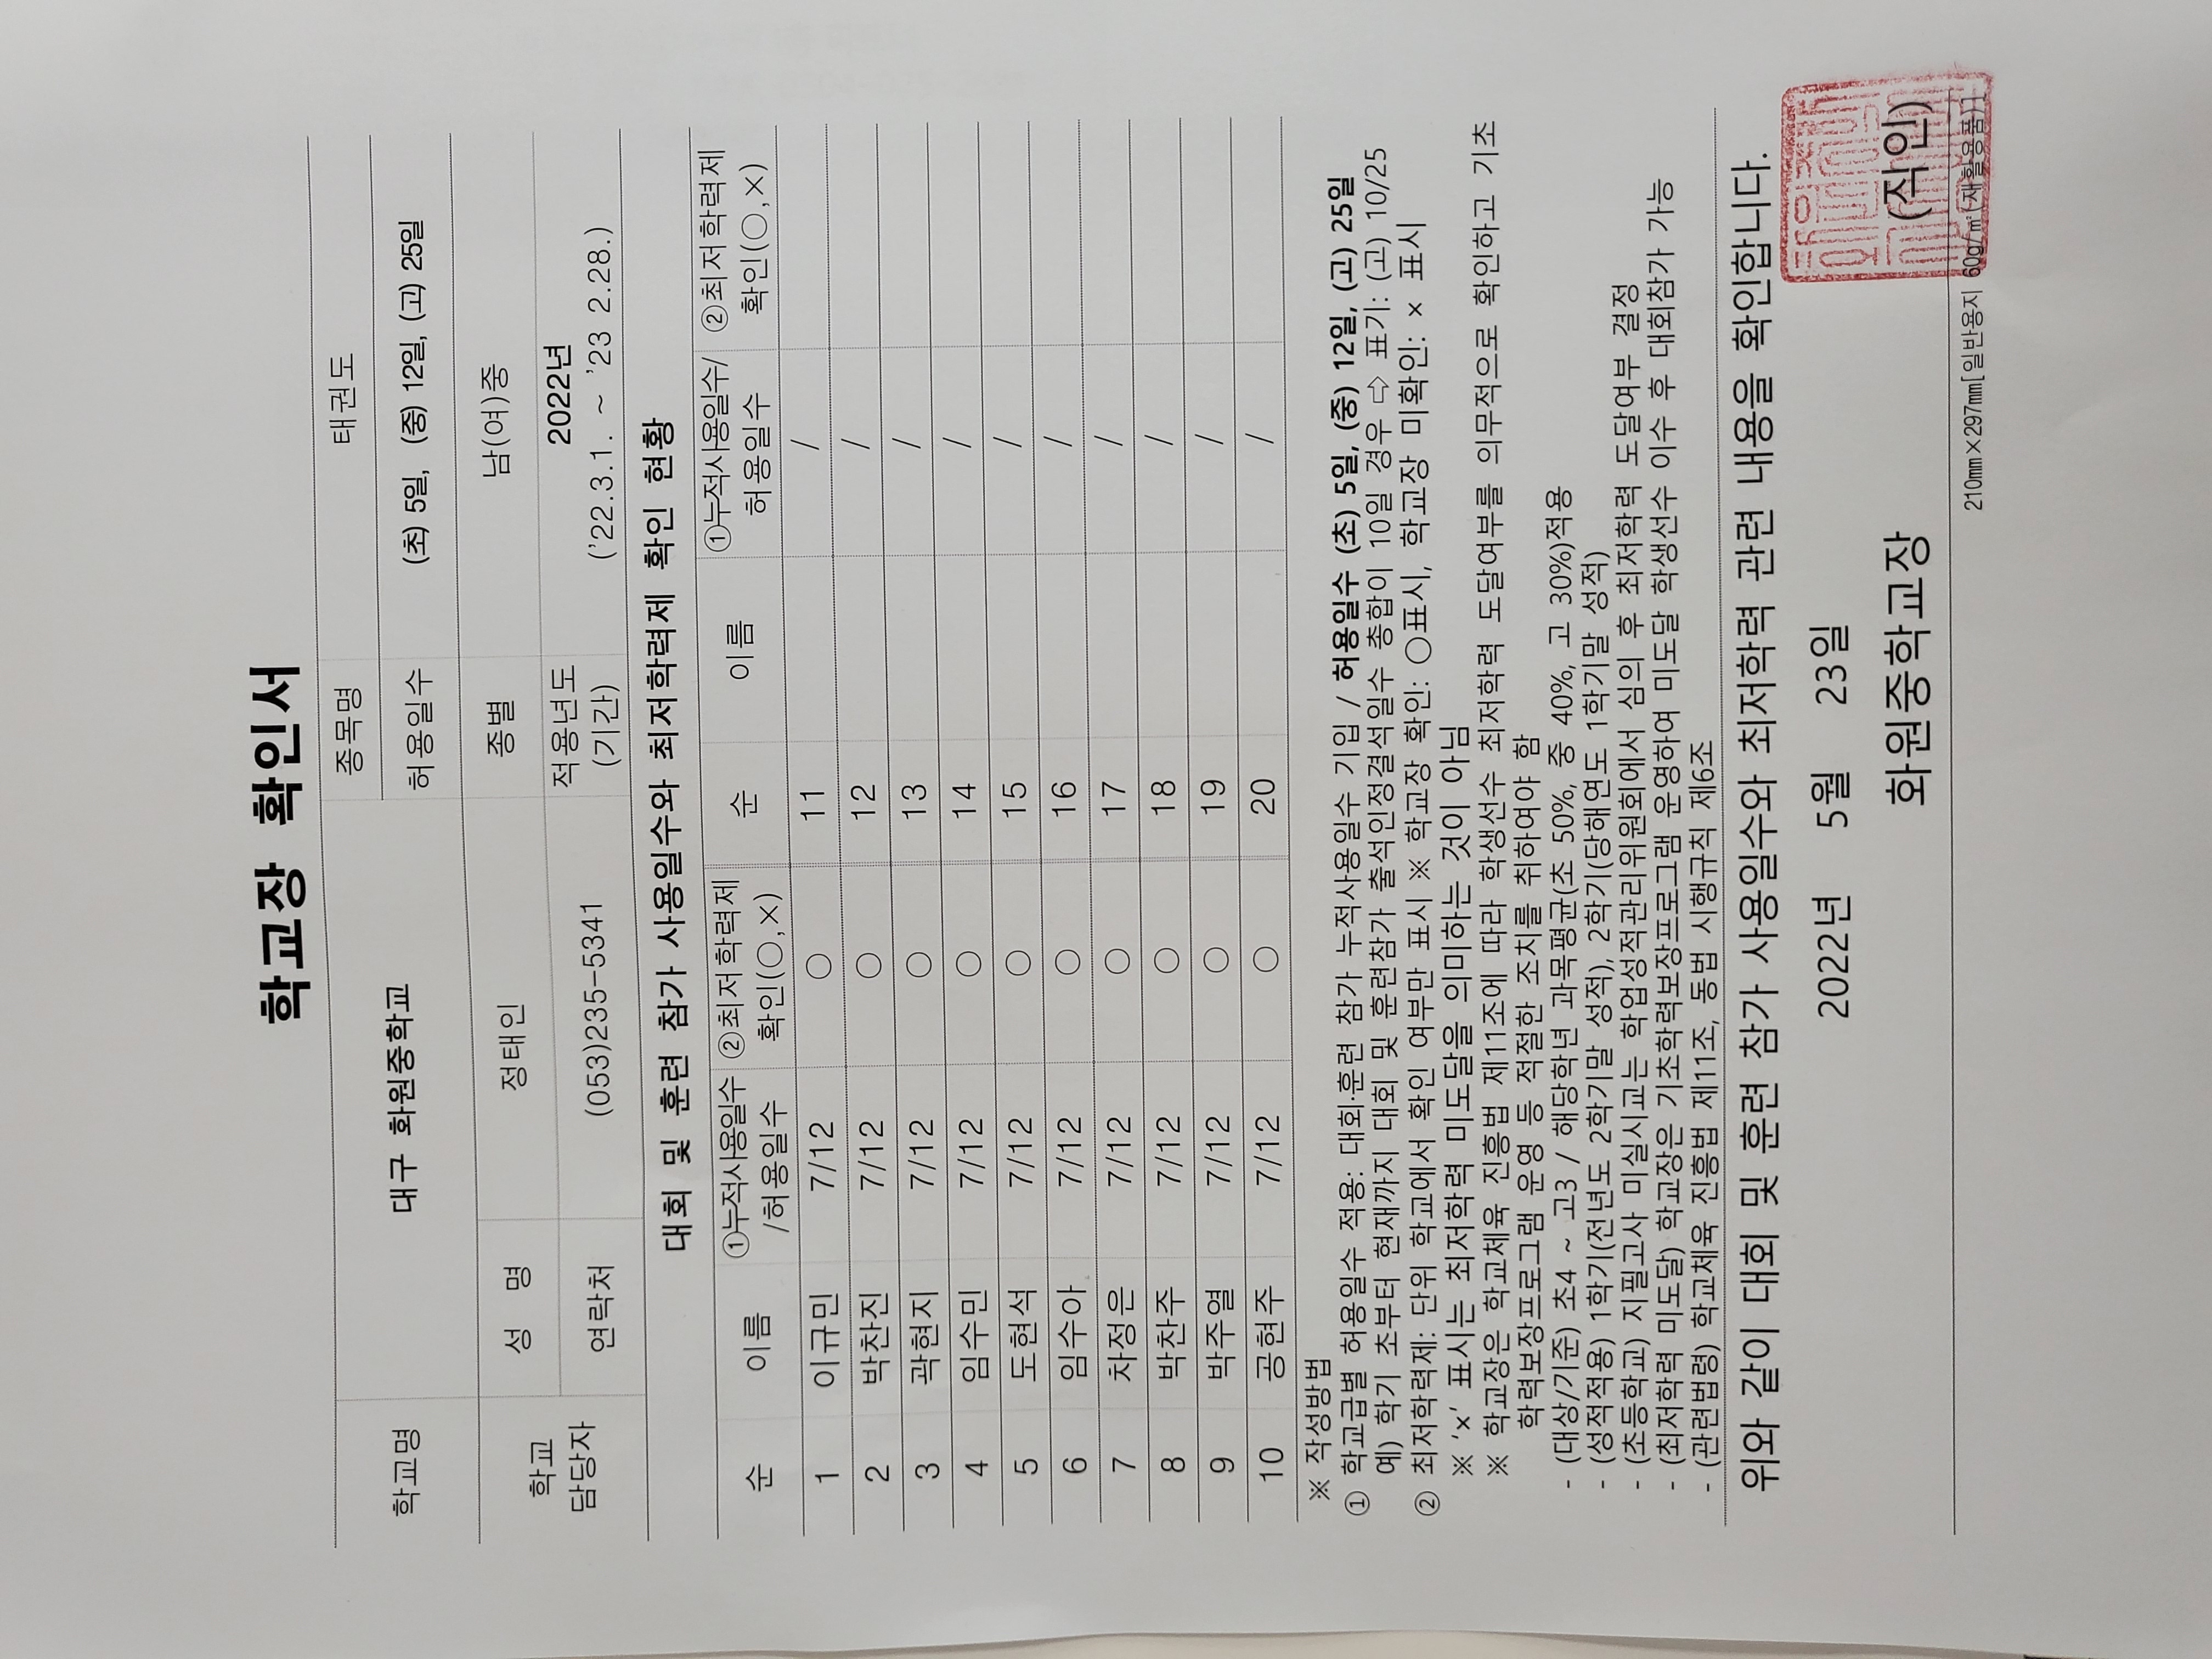 학교장 확인서
학교명 대구 화원중학교 종목명 태권도
허용일수 (초) 5일, (중) 12일, (고) 25일
학교
담당자 성 명 정태인 종별 남(여)중
연락처 (053)235-5341 적용년도
(기간) 2022년
('22.3.1. ~ '23 2.28.)
대회 및 훈련 참가 사용일수와 최저학력제 확인 현황
순 이름 ①누적사용일수
/허용일수 ②최저학력제
확인(○,×) 순 이름 ①누적사용일수/
허용일수 ②최저학력제
확인(○,×)
1 이규민 7/12 ○ 11 /
2 박찬진 7/12 ○ 12 /
3 곽현지 7/12 ○ 13 /
4 임수민 7/12 ○ 14 /
5 도현석 7/12 ○ 15 /
6 임수아 7/12 ○ 16 /
7 차정은 7/12 ○ 17 /
8 박찬주 7/12 ○ 18 /
9 박주열 7/12 ○ 19 /
10 공현주 7/12 ○ 20 /
※ 작성방법
① 학교급별 허용일수 적용: 대회·훈련 참가 누적사용일수 기입 / 허용일수 (초) 5일, (중) 12일, (고) 25일
예) 학기 초부터 현재까지 대회 및 훈련참가 출석인정결석일수 총합이 10일 경우 ⇨ 표기: (고) 10/25
② 최저학력제: 단위 학교에서 확인 여부만 표시 ※ 학교장 확인: ○표시, 학교장 미확인: × 표시
※ '×' 표시는 최저학력 미도달을 의미하는 것이 아님
※ 학교장은 학교체육 진흥법 제11조에 따라 학생선수 최저학력 도달여부를 의무적으로 확인하고 기초
학력보장프로그램 운영 등 적절한 조치를 취하여야 함
- (대상/기준) 초4 ~ 고3 / 해당학년 과목평균(초 50%, 중 40%, 고 30%)적용
- (성적적용) 1학기(전년도 2학기말 성적), 2학기(당해연도 1학기말 성적)
- (초등학교) 지필고사 미실시교는 학업성적관리위원회에서 심의 후 최저학력 도달여부 결정
- (최저학력 미도달) 학교장은 기초학력보장프로그램 운영하여 미도달 학생선수 이수 후 대회참가 가능
- (관련법령) 학교체육 진흥법 제11조, 동법 시행규칙 제6조
위와 같이 대회 및 훈련 참가 사용일수와 최저학력 관련 내용을 확인합니다.
2022년 5월 23일
화원중학교장 (직인)
210㎜×297㎜[일반용지 60g/㎡(재활용품)]